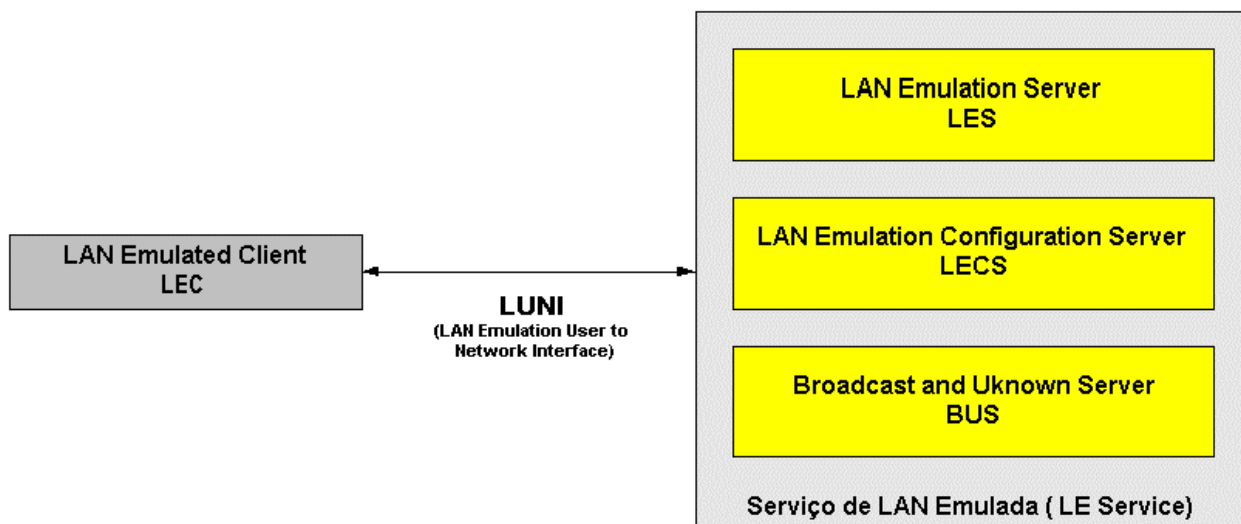 LAN Emulation Server
LES
LAN Emulation Configuration Server
LECS
LAN Emulated Client
LEC
LUNI
(LAN Emulation User to
Network Interface)
Broadcast and Uknown Server
BUS
Serviço de LAN Emulada ( LE Service)